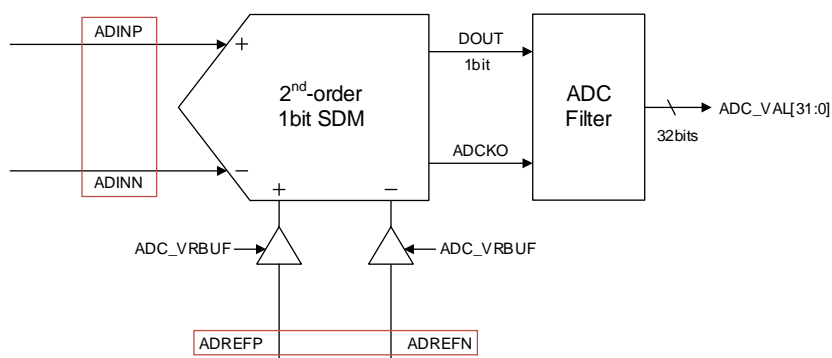 ADINP
ADINN
+
−
2nd-order
1bit SDM
+
−
DOUT
1bit
ADCKO
ADC
Filter
ADC_VAL[31:0]
32bits
ADC_VRBUF
ADC_VRBUF
ADREFP
ADREFN